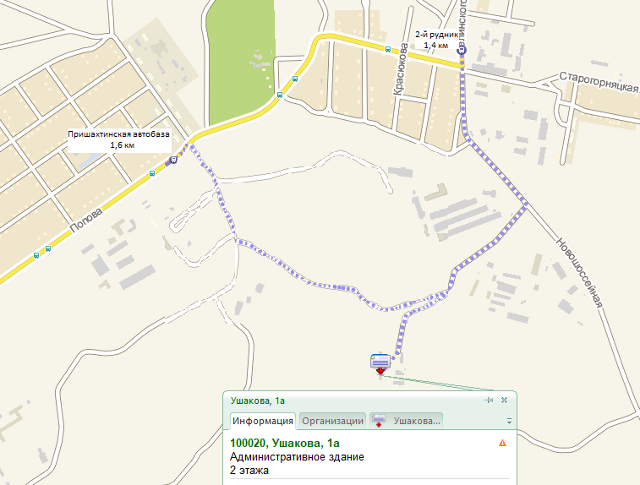 2-й рудник
1,4 км
Красюкова
Старогорняцкая
Пришахтинская автобаза
1,6 км
Попова
Новошоссейная
Ушакова, 1а
Информация
Организации
Ушакова...
100020, Ушакова, 1а
Административное здание
2 этажа